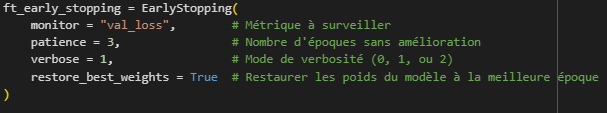 ft_early_stopping = EarlyStopping(
    monitor = "val_loss",       # Métrique à surveiller
    patience = 3,               # Nombre d'époques sans amélioration
    verbose = 1,                # Mode de verbosité (0, 1, ou 2)
    restore_best_weights = True # Restaurer les poids du modèle à la meilleure époque
)